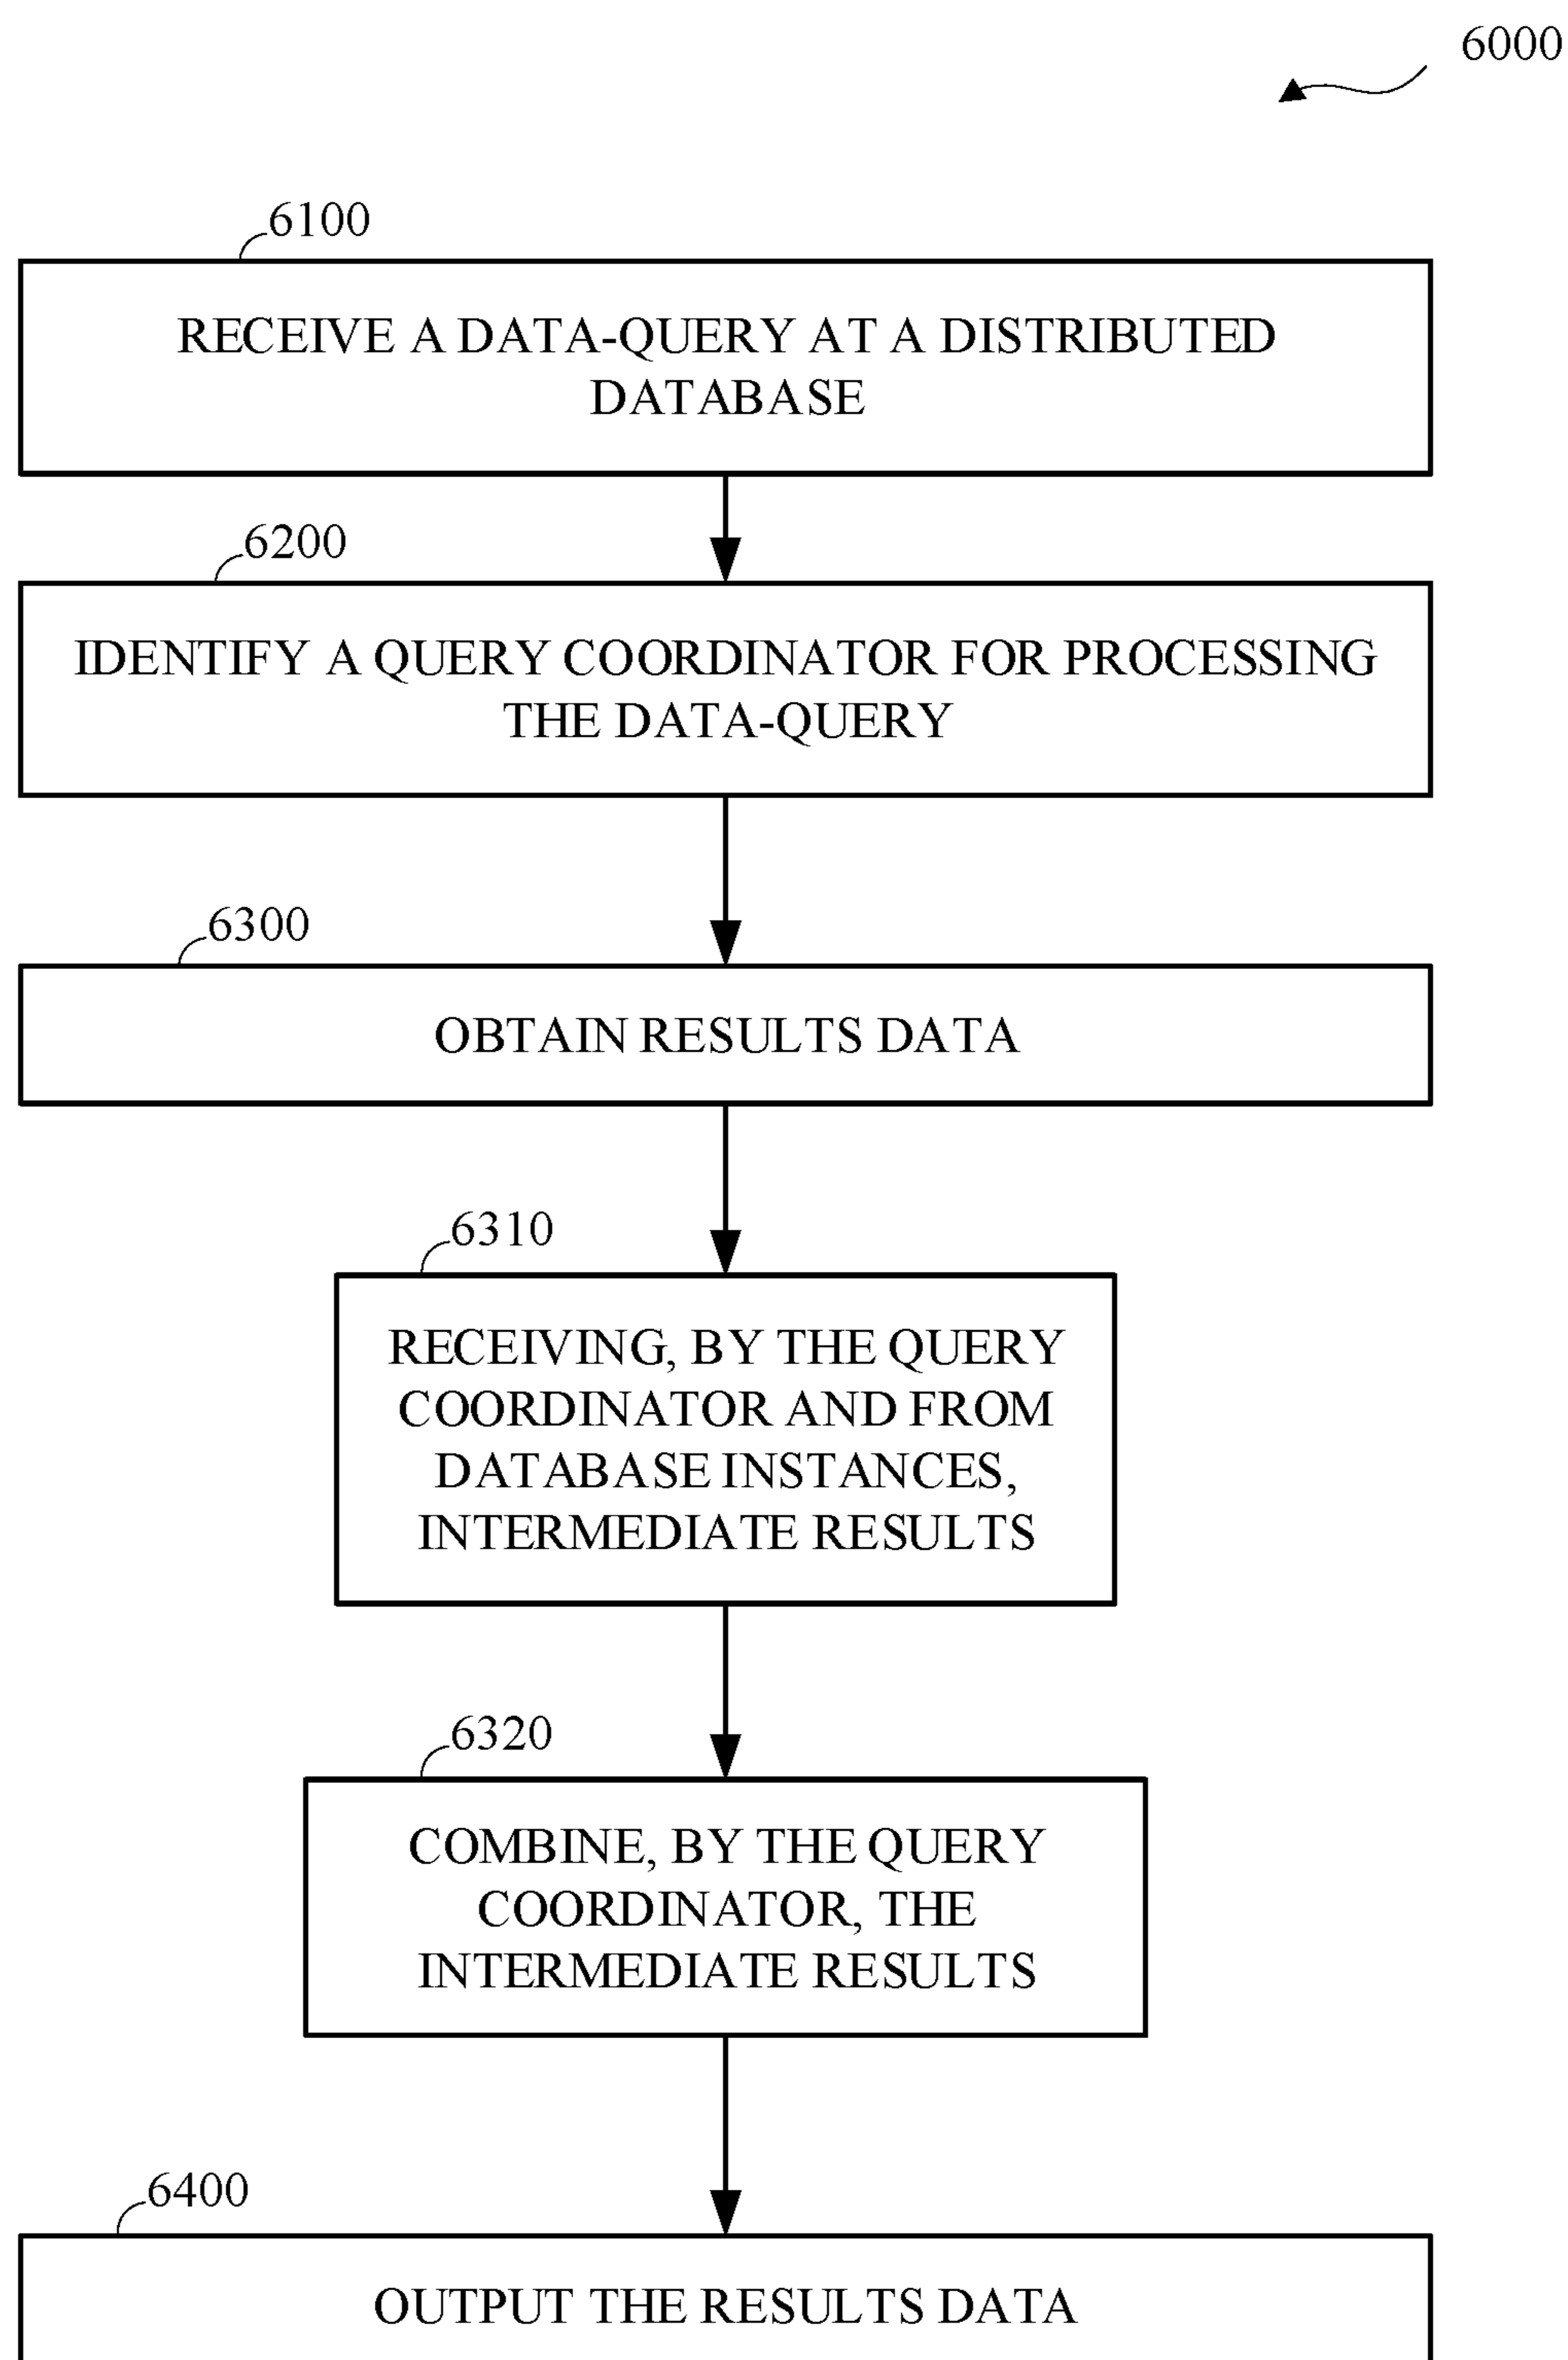 6000
6100
RECEIVE A DATA-QUERY AT A DISTRIBUTED
DATABASE
6200
IDENTIFY A QUERY COORDINATOR FOR PROCESSING
THE DATA-QUERY
6300
OBTAIN RESULTS DATA
6310
RECEIVING, BY THE QUERY
COORDINATOR AND FROM
DATABASE INSTANCES,
INTERMEDIATE RESULTS
6320
COMBINE, BY THE QUERY
COORDINATOR, THE
INTERMEDIATE RESULTS
6400
OUTPUT THE RESULTS DATA